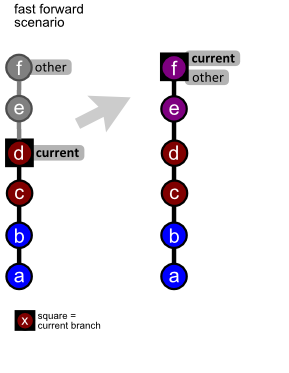 fast forward
scenario
f other
e
d current
c
b
a
f current
other
e
d
c
b
a
x square =
current branch